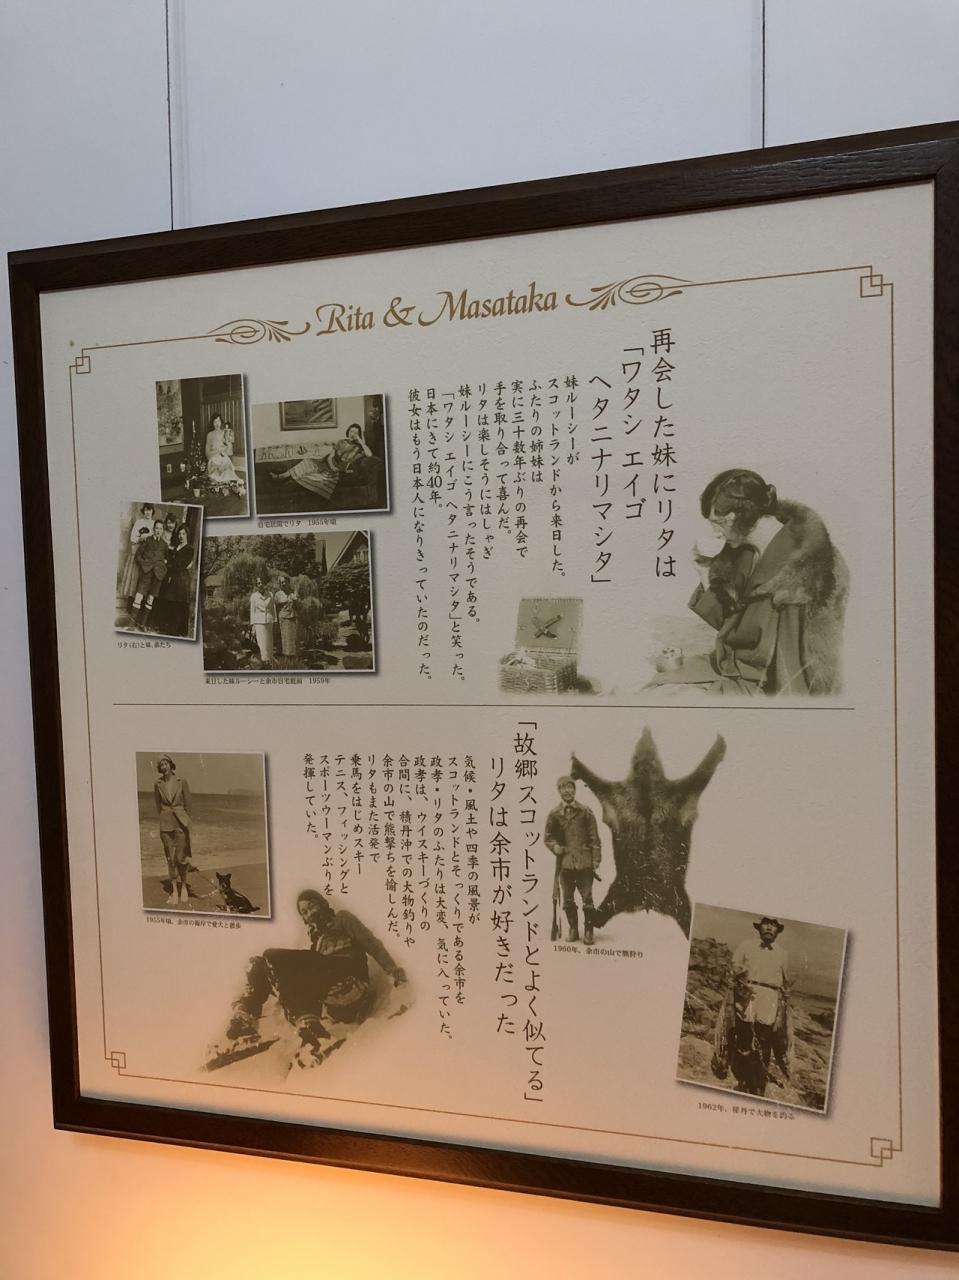 Rita & Masataka
再会した妹にリタは
「ワタシ エイゴ
ヘタニナリマシタ」
妹ルーシーが
スコットランドから来日した。
ふたりの姉妹は
実に三十数年ぶりの再会で
手を取り合って喜んだ。
リタは楽しそうにはしゃぎ
妹ルーシーにこう言ったそうである。
「ワタシ エイゴ ヘタニナリマシタ」と笑った。
日本にきて約40年。
彼女はもう日本人になりきっていたのだった。
自宅居間でリタ 1955年頃
リタ(右)と妹、弟たち
来日した妹ルーシーと余市自宅庭前 1959年
「故郷スコットランドとよく似てる」
リタは余市が好きだった
気候・風土や四季の風景が
スコットランドとそっくりである余市を
政孝・リタのふたりは大変、気に入っていた。
政孝は、ウイスキーづくりの
合間に、積丹沖での大物釣りや
余市の山で熊撃ちを愉しんだ。
リタもまた活発で
乗馬をはじめスキー
テニス、フィッシングと
スポーツウーマンぶりを
発揮していた。
1960年、余市の山で熊狩り
1955年頃、余市の海岸で愛犬と散歩
1962年、積丹で大物を釣る